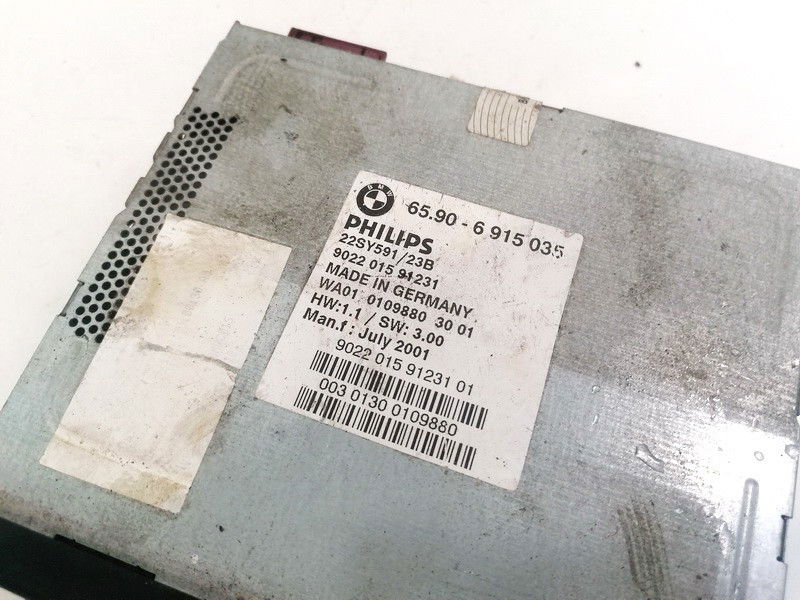 BMW
65.90 - 6 915 035
PHILIPS
22SY591/23B
9022 015 91231
MADE IN GERMANY
WA01 0109880 30 01
HW:1.1 / SW: 3.00
Man.f : July 2001
9022 015 91231 01
003 0130 0109880